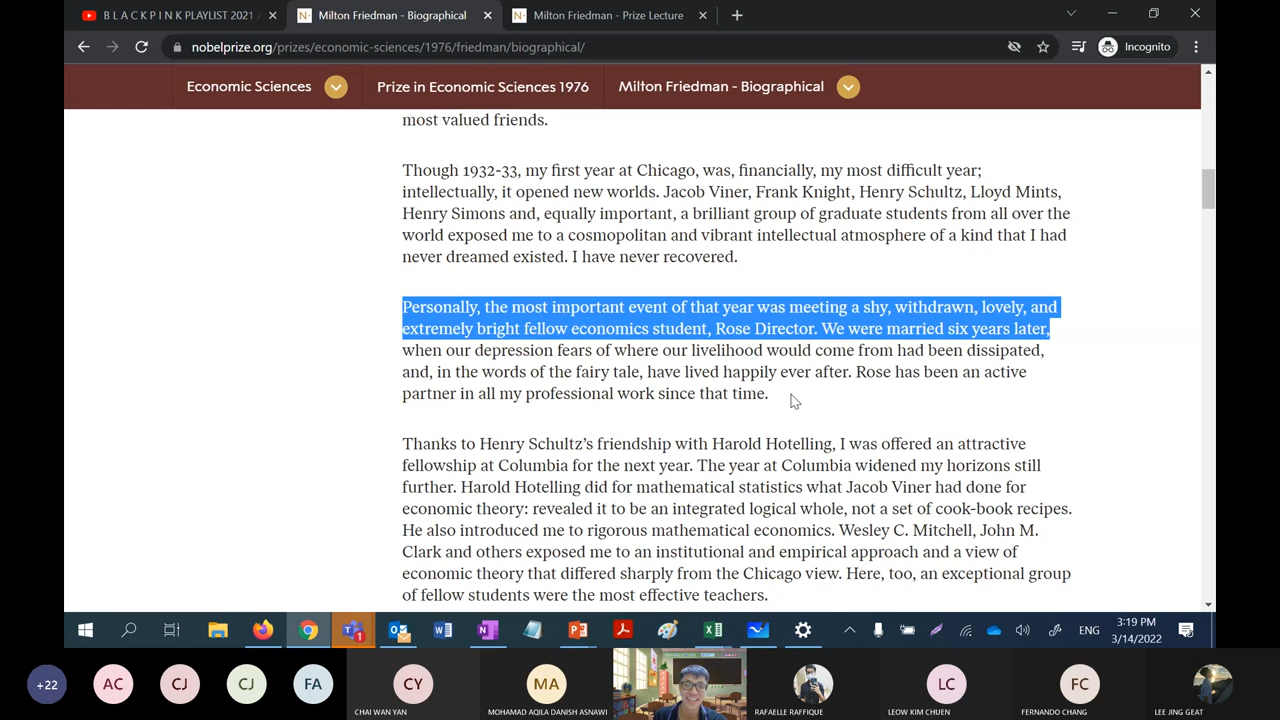 B L A C K P I N K PLAYLIST 2021
Milton Friedman - Biographical
Milton Friedman - Prize Lecture
nobelprize.org/prizes/economic-sciences/1976/friedman/biographical/
Incognito
Economic Sciences
Prize in Economic Sciences 1976
Milton Friedman - Biographical
most valued friends.
Though 1932-33, my first year at Chicago, was, financially, my most difficult year;
intellectually, it opened new worlds. Jacob Viner, Frank Knight, Henry Schultz, Lloyd Mints,
Henry Simons and, equally important, a brilliant group of graduate students from all over the
world exposed me to a cosmopolitan and vibrant intellectual atmosphere of a kind that I had
never dreamed existed. I have never recovered.
Personally, the most important event of that year was meeting a shy, withdrawn, lovely, and
extremely bright fellow economics student, Rose Director. We were married six years later,
when our depression fears of where our livelihood would come from had been dissipated,
and, in the words of the fairy tale, have lived happily ever after. Rose has been an active
partner in all my professional work since that time.
Thanks to Henry Schultz’s friendship with Harold Hotelling, I was offered an attractive
fellowship at Columbia for the next year. The year at Columbia widened my horizons still
further. Harold Hotelling did for mathematical statistics what Jacob Viner had done for
economic theory: revealed it to be an integrated logical whole, not a set of cook-book recipes.
He also introduced me to rigorous mathematical economics. Wesley C. Mitchell, John M.
Clark and others exposed me to an institutional and empirical approach and a view of
economic theory that differed sharply from the Chicago view. Here, too, an exceptional group
of fellow students were the most effective teachers.
ENG
3:19 PM
3/14/2022
+22
AC
CJ
CJ
FA
CY
CHAI WAN YAN
MA
MOHAMAD AQILA DANISH ASNAWI
RAFAELLE RAFFIQUE
LC
LEOW KIM CHUEN
FC
FERNANDO CHANG
LEE JING GEAT